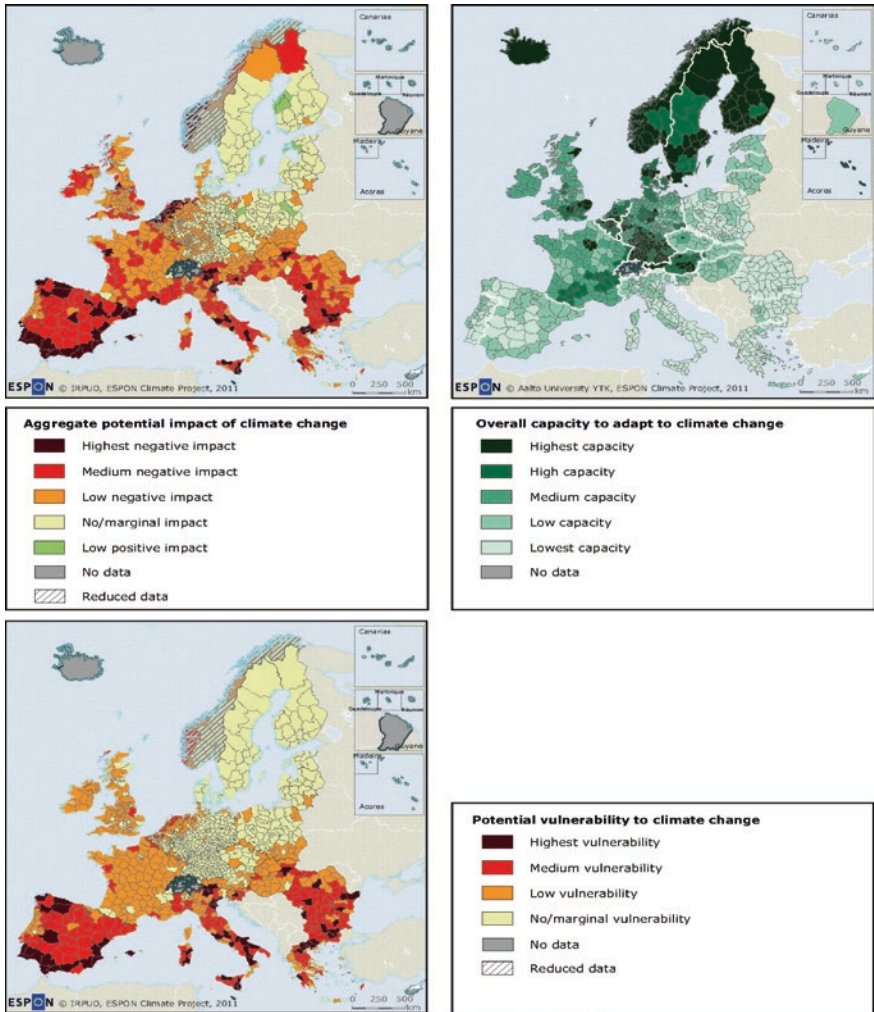 Canarias
Martinique
Guadeloupe
Réunion
Guyane
Madeira
Acores
ESPON © IRPUD, ESPON Climate Project, 2011
0 250 500
km
Canarias
Martinique
Guadeloupe
Réunion
Guyane
Madeira
Acores
ESPON © Aalto University YTK, ESPON Climate Project, 2011
0 250 500
km
Aggregate potential impact of climate change
Highest negative impact
Medium negative impact
Low negative impact
No/marginal impact
Low positive impact
No data
Reduced data
Overall capacity to adapt to climate change
Highest capacity
High capacity
Medium capacity
Low capacity
Lowest capacity
No data
Canarias
Martinique
Guadeloupe
Réunion
Guyane
Madeira
Acores
ESPON © IRPUD, ESPON Climate Project, 2011
0 250 500
km
Potential vulnerability to climate change
Highest vulnerability
Medium vulnerability
Low vulnerability
No/marginal vulnerability
No data
Reduced data